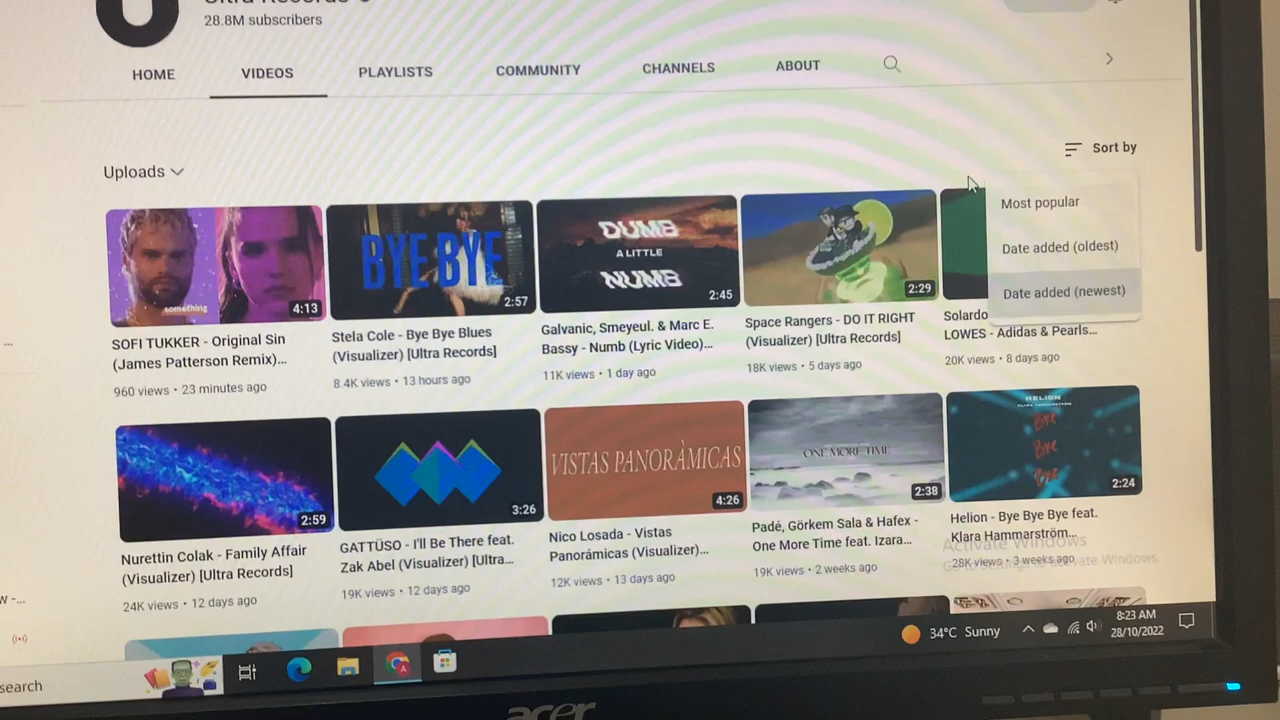 28.8M subscribers
HOME VIDEOS PLAYLISTS COMMUNITY CHANNELS ABOUT
Sort by
Uploads
Most popular
Date added (oldest)
Date added (newest)
something
4:13
BYE BYE
2:57
DUMB
A LITTLE
NUMB
2:45
2:29
SOFI TUKKER - Original Sin
(James Patterson Remix)...
960 views • 23 minutes ago
Stela Cole - Bye Bye Blues
(Visualizer) [Ultra Records]
8.4K views • 13 hours ago
Galvanic, Smeyeul. & Marc E.
Bassy - Numb (Lyric Video)...
11K views • 1 day ago
Space Rangers - DO IT RIGHT
(Visualizer) [Ultra Records]
18K views • 5 days ago
Solardo
LOWES - Adidas & Pearls...
20K views • 8 days ago
2:59
3:26
VISTAS PANORÀMICAS
4:26
ONE MORE TIME
2:38
HELION
Bye
Bye
Bye
2:24
Nurettin Colak - Family Affair
(Visualizer) [Ultra Records]
24K views • 12 days ago
GATTÜSO - I'll Be There feat.
Zak Abel (Visualizer) [Ultra...
19K views • 12 days ago
Nico Losada - Vistas
Panorámicas (Visualizer)...
12K views • 13 days ago
Padé, Görkem Sala & Hafex -
One More Time feat. Izara...
19K views • 2 weeks ago
Helion - Bye Bye Bye feat.
Klara Hammarström...
28K views • 3 weeks ago
Activate Windows
Go to Settings to activate Windows.
search
34°C Sunny
8:23 AM
28/10/2022
acer